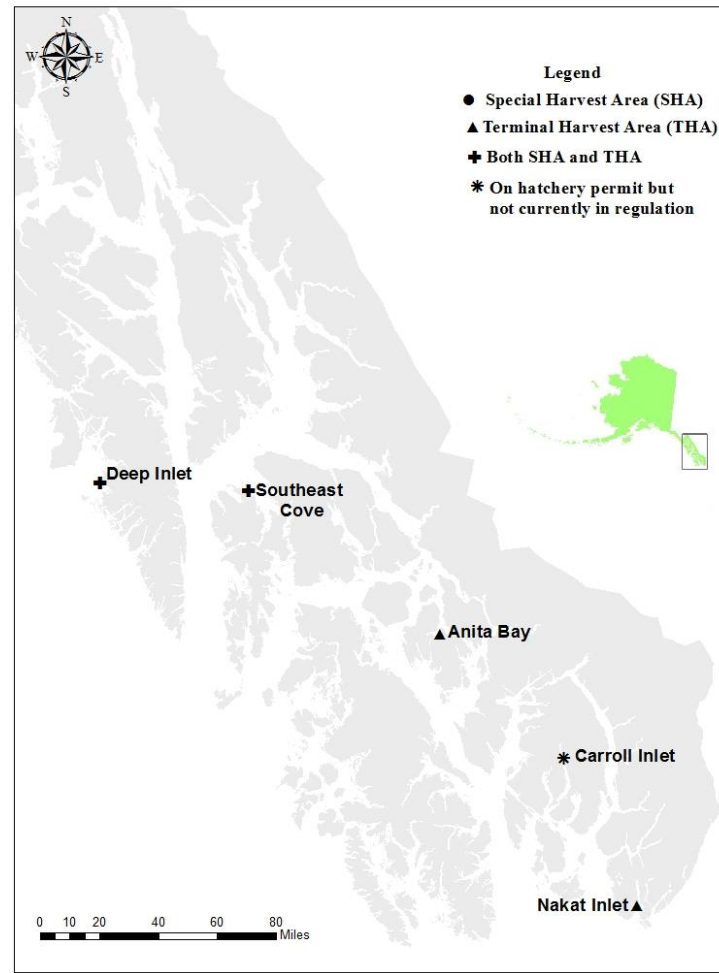 N
W E
S
Legend
Special Harvest Area (SHA)
Terminal Harvest Area (THA)
Both SHA and THA
On hatchery permit but
not currently in regulation
Deep Inlet
Southeast
Cove
Anita Bay
Carroll Inlet
Nakat Inlet
0 10 20 40 60 80
Miles